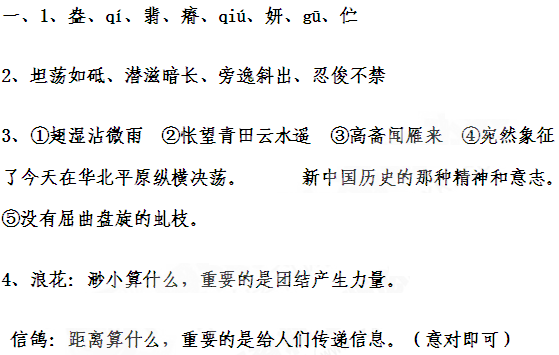 一、1、盎、qí、翡、瘠、qiú、妍、gū、伫
2、坦荡如砥、潜滋暗长、旁逸斜出、忍俊不禁
3、①翅湿沾微雨 ②怅望青田云水遥 ③高斋闻雁来 ④宛然象征
了今天在华北平原纵横决荡。 新中国历史的那种精神和意志。
⑤没有屈曲盘旋的虬枝。
4、浪花：渺小算什么，重要的是团结产生力量。
信鸽：距离算什么，重要的是给人们传递信息。（意对即可）